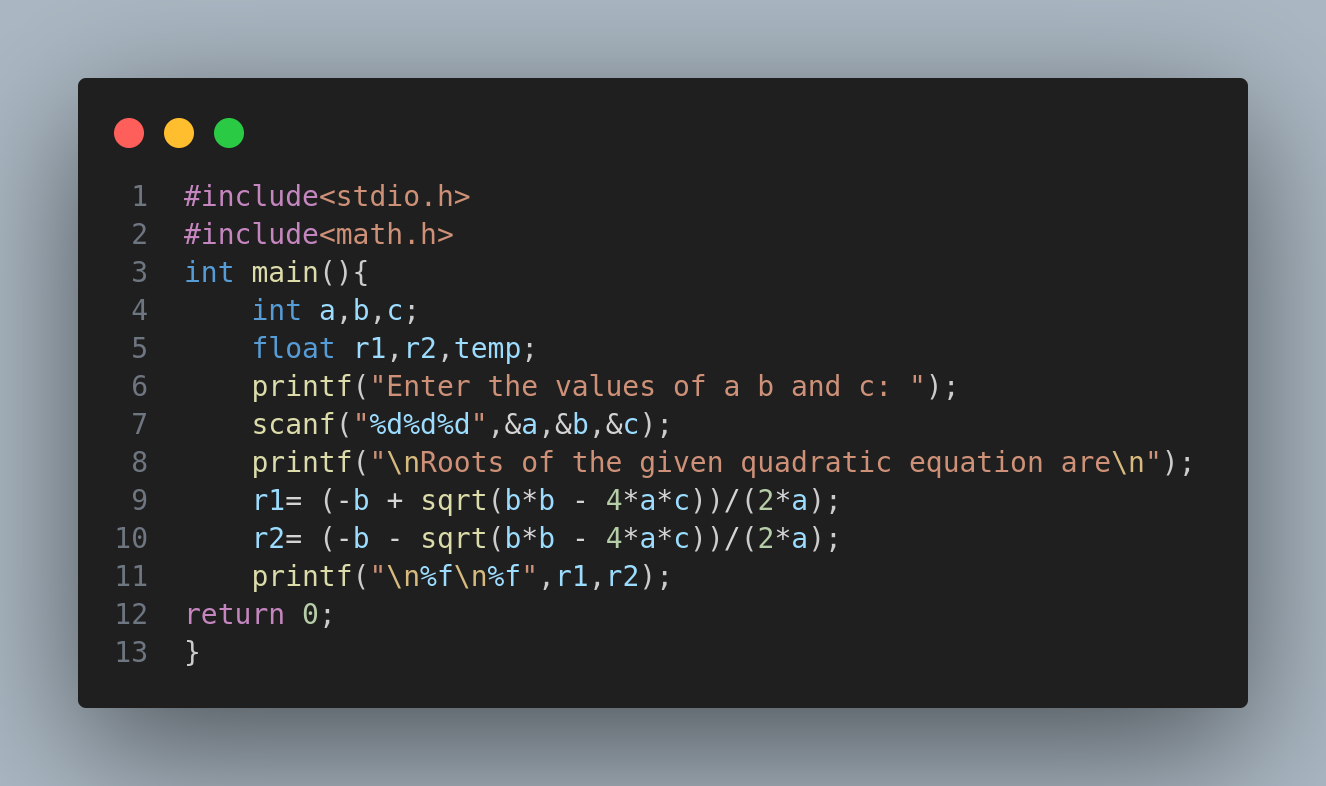 1 #include<stdio.h>
2 #include<math.h>
3 int main(){
4     int a,b,c;
5     float r1,r2,temp;
6     printf("Enter the values of a b and c: ");
7     scanf("%d%d%d",&a,&b,&c);
8     printf("\nRoots of the given quadratic equation are\n");
9     r1= (-b + sqrt(b*b - 4*a*c))/(2*a);
10     r2= (-b - sqrt(b*b - 4*a*c))/(2*a);
11     printf("\n%f\n%f",r1,r2);
12 return 0;
13 }